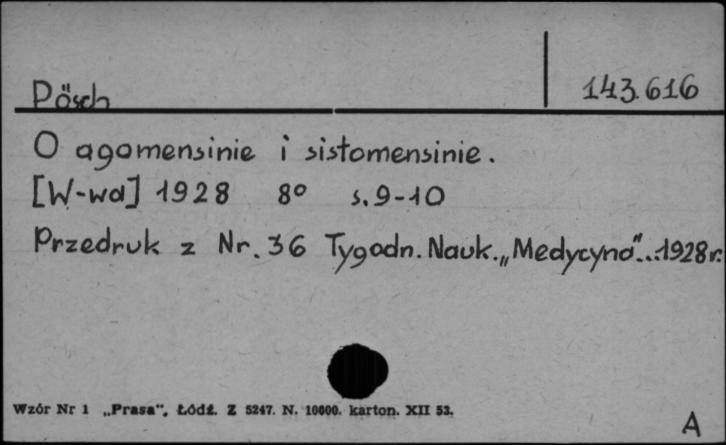 Pösch
143.616
O agomensinie i sistomensinie.
[W-wa] 1928 8° s.9-10
Przedruk z Nr. 36 Tygodn. Nauk. „Medycyna"... 1928 r.
Wzór Nr 1 „Prasa", Łódź. Z 5247. N. 10000. karton. XII 53.
A